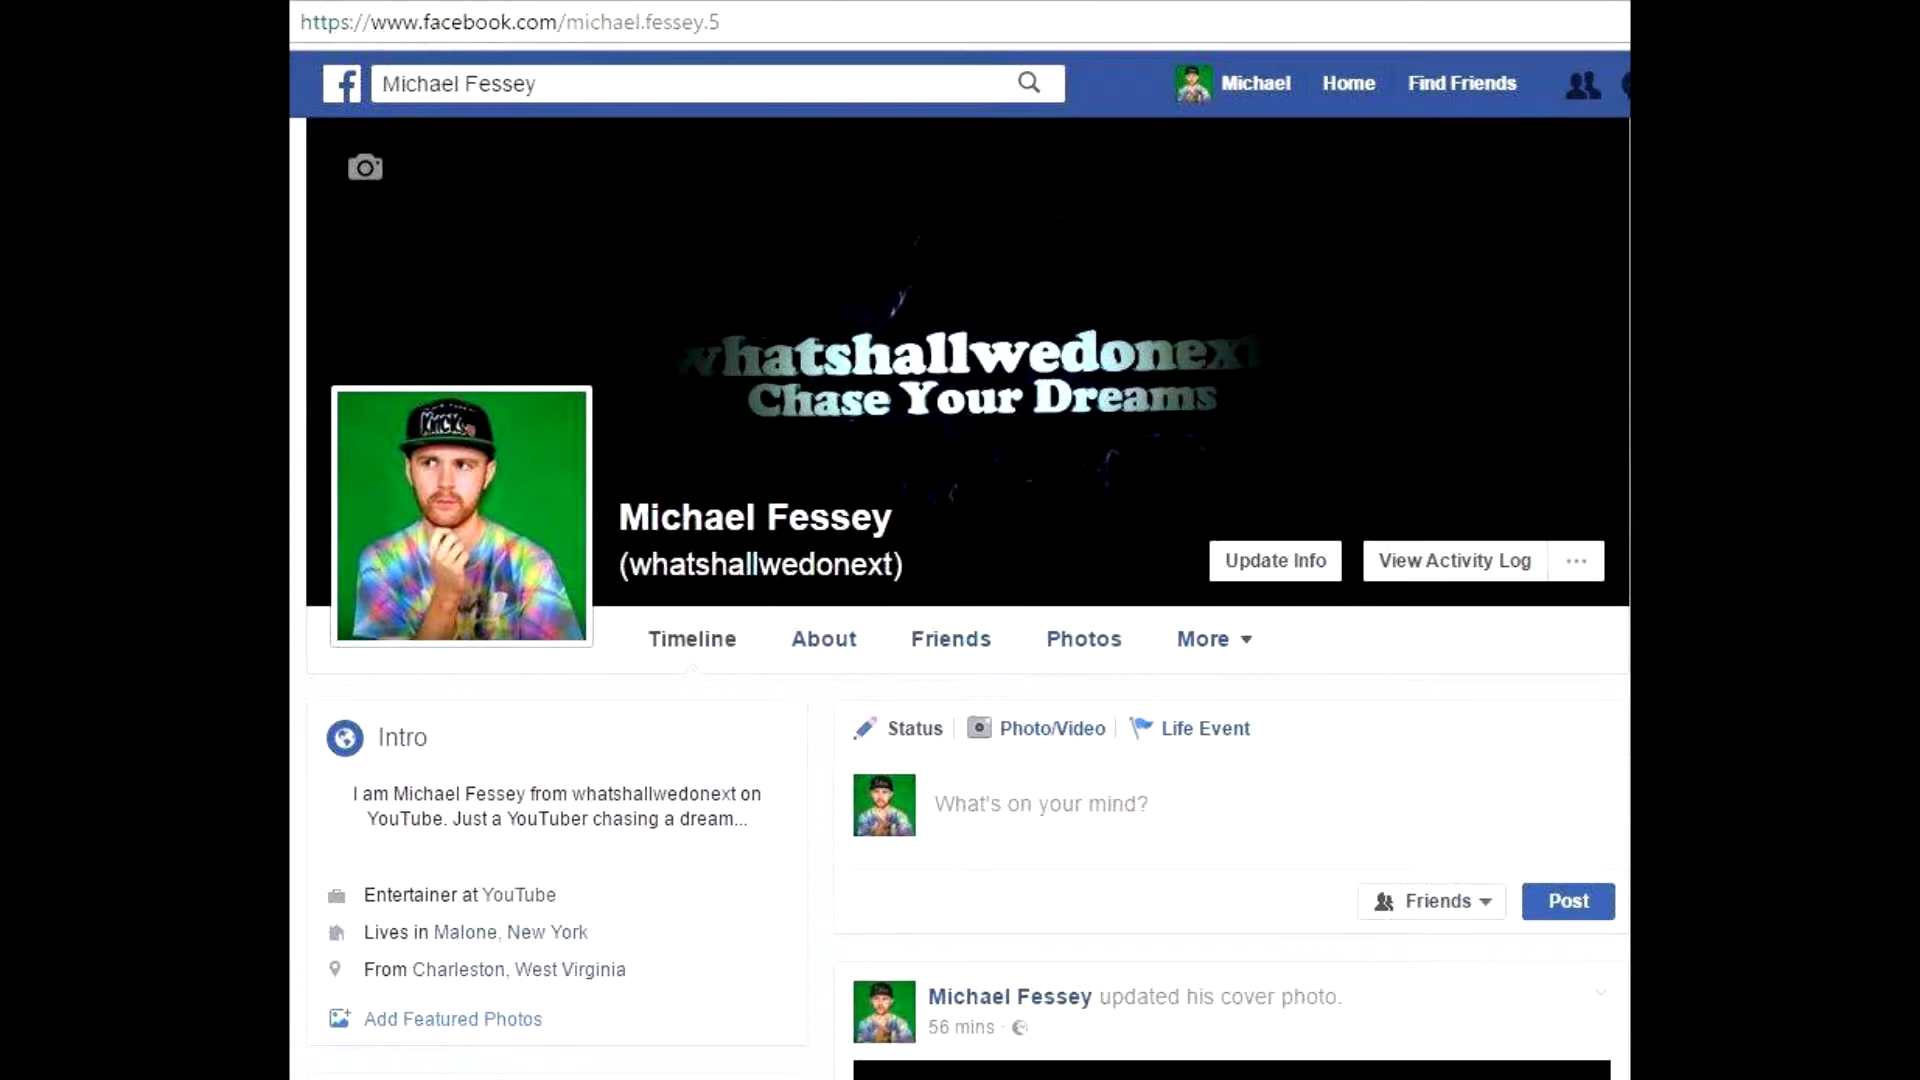 https://www.facebook.com/michael.fessey.5
f Michael Fessey Michael Home Find Friends
whatshallwedonext
Chase Your Dreams
KNICKS
Michael Fessey
(whatshallwedonext)
Update Info View Activity Log ...
Timeline About Friends Photos More
Intro
I am Michael Fessey from whatshallwedonext on
YouTube. Just a YouTuber chasing a dream...
Entertainer at YouTube
Lives in Malone, New York
From Charleston, West Virginia
Add Featured Photos
Status Photo/Video Life Event
What's on your mind?
Friends Post
Michael Fessey updated his cover photo.
56 mins ·